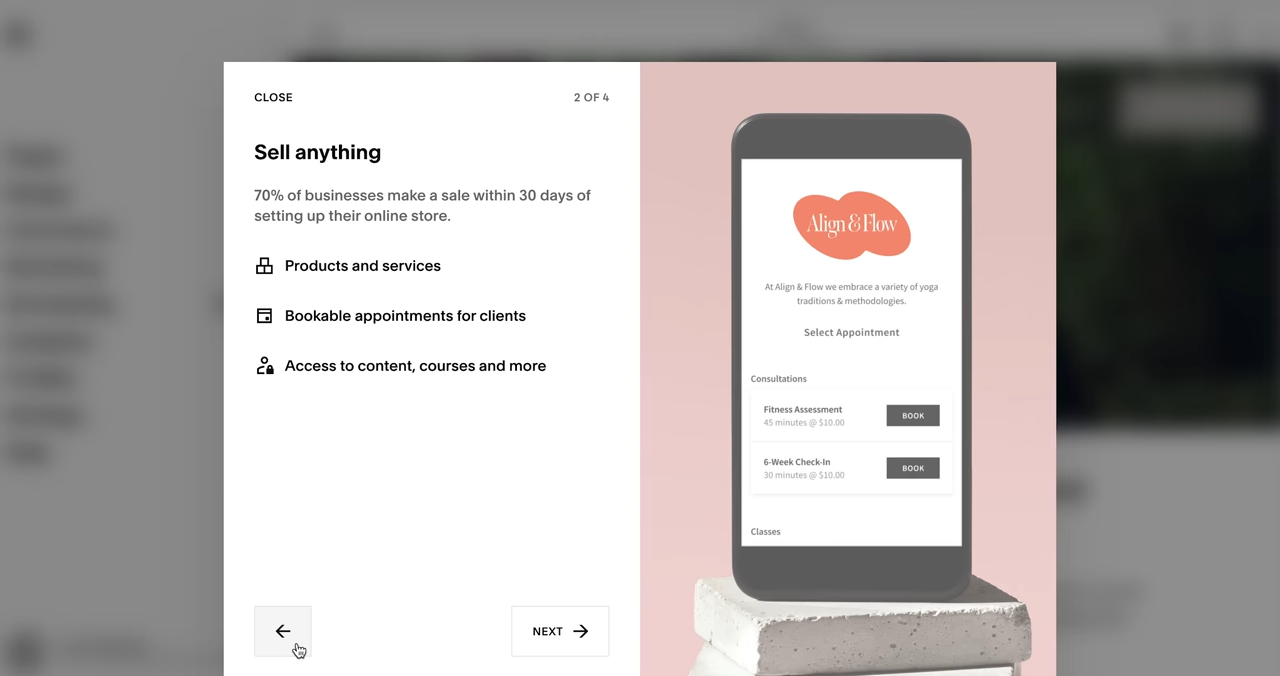 CLOSE
2 OF 4
Sell anything
70% of businesses make a sale within 30 days of
setting up their online store.
Products and services
Bookable appointments for clients
Access to content, courses and more
NEXT
Align & Flow
At Align & Flow we embrace a variety of yoga
traditions & methodologies.
Select Appointment
Consultations
Fitness Assessment
45 minutes @ $10.00
BOOK
6-Week Check-In
30 minutes @ $10.00
BOOK
Classes